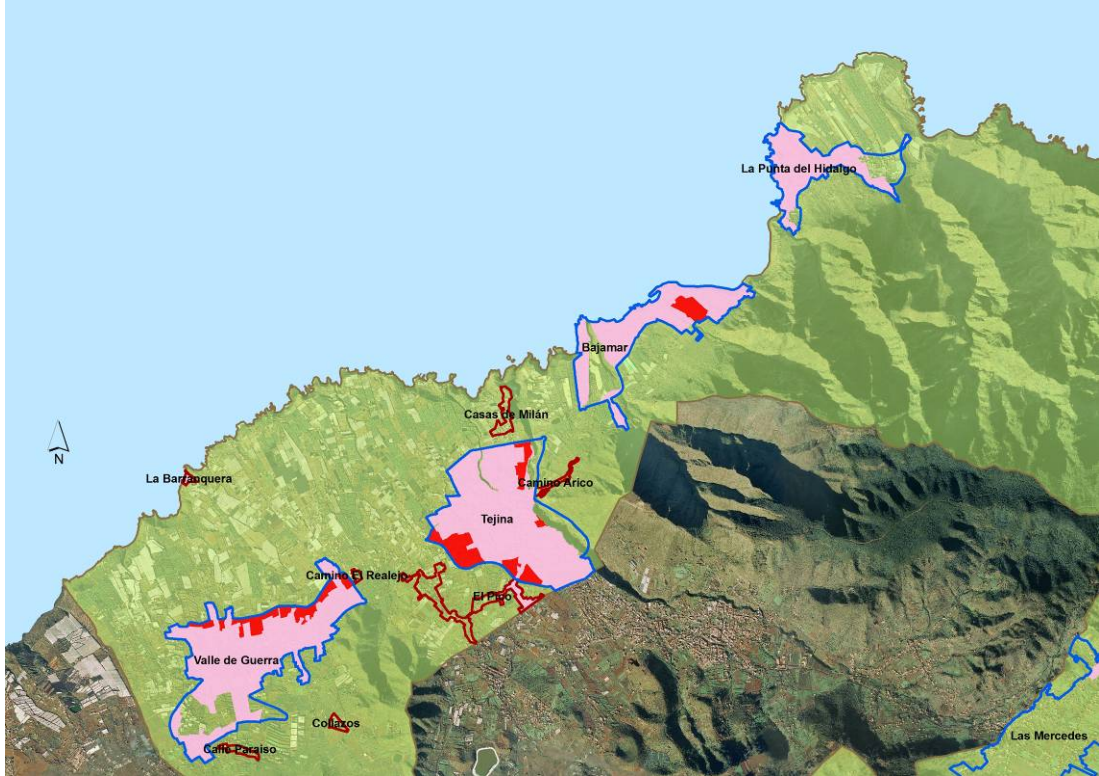 La Punta del Hidalgo
Bajamar
Casas de Milán
N
La Barranquera
Camino Arico
Tejina
Camino El Realejo
El Pico
Valle de Guerra
Collazos
Las Mercedes
Calle Paraiso